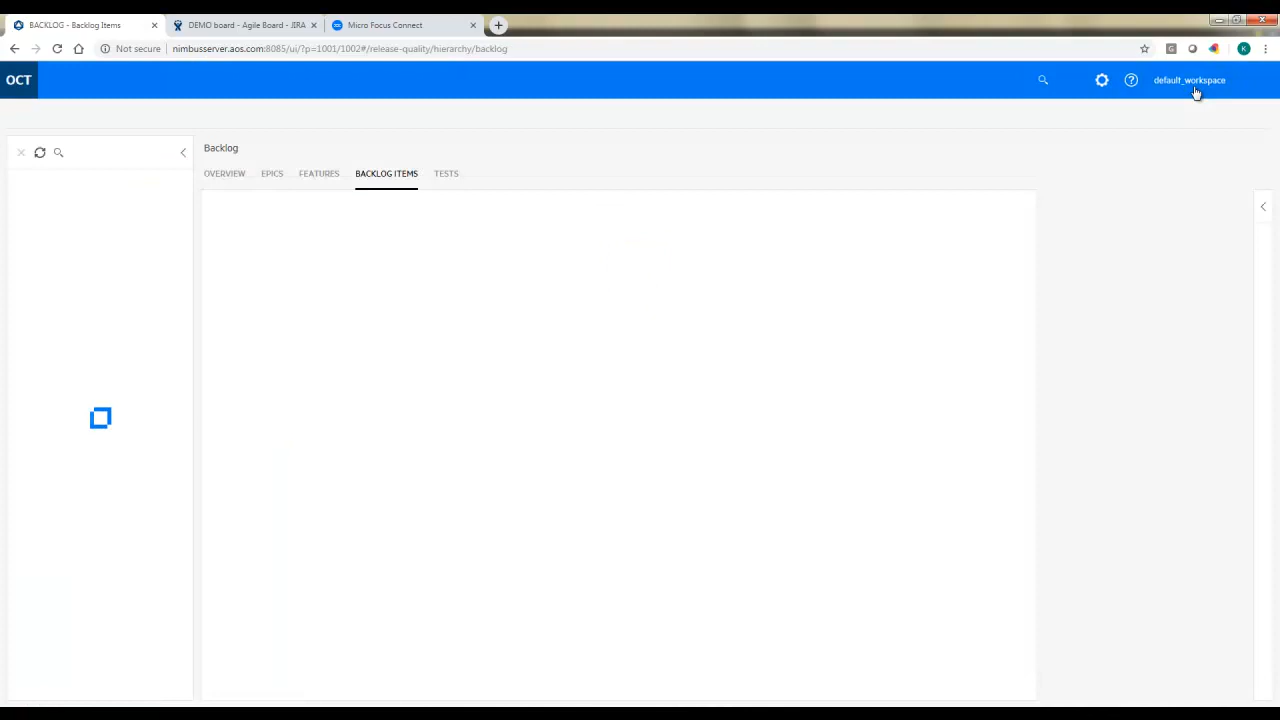 BACKLOG - Backlog Items
DEMO board - Agile Board - JIRA
Micro Focus Connect
Not secure
nimbusserver.aos.com:8085/ui/?p=1001/1002#/release-quality/hierarchy/backlog
K
OCT
default_workspace
Backlog
OVERVIEW
EPICS
FEATURES
BACKLOG ITEMS
TESTS